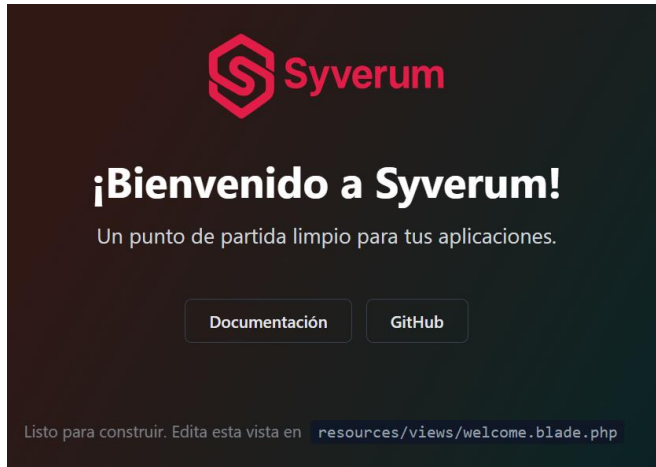 Syverum
¡Bienvenido a Syverum!
Un punto de partida limpio para tus aplicaciones.
Documentación
GitHub
Listo para construir. Edita esta vista en resources/views/welcome.blade.php